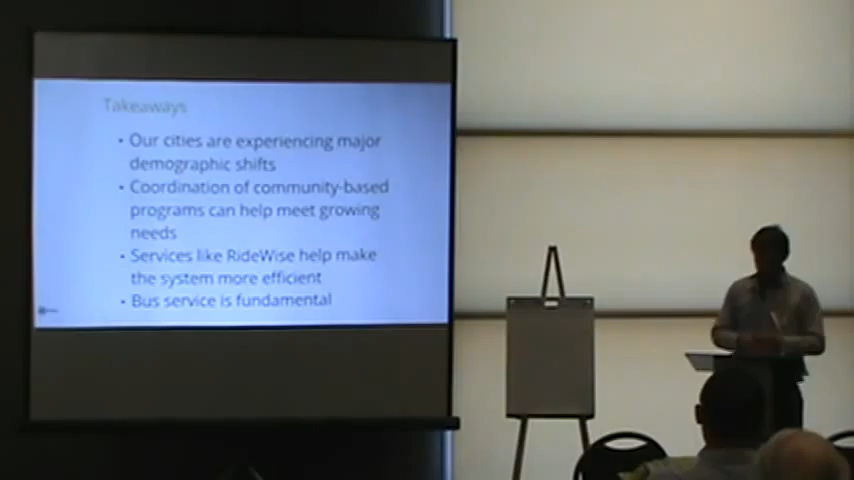 Takeaways
• Our cities are experiencing major
demographic shifts
• Coordination of community-based
programs can help meet growing
needs
• Services like RideWise help make
the system more efficient
• Bus service is fundamental